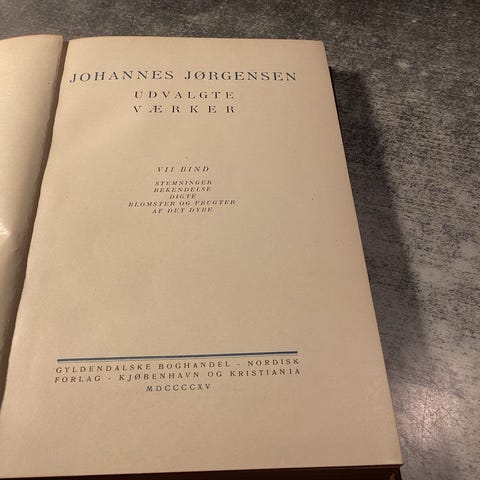 JOHANNES JØRGENSEN
UDVALGTE
VÆRKER
VII BIND
STEMNINGER
BEKENDELSE
DIGTE
BLOMSTER OG FRUGTER
AF DET DYBE
GYLDENDALSKE BOGHANDEL - NORDISK
FORLAG - KJØBENHAVN OG KRISTIANIA
MDCCCCXV